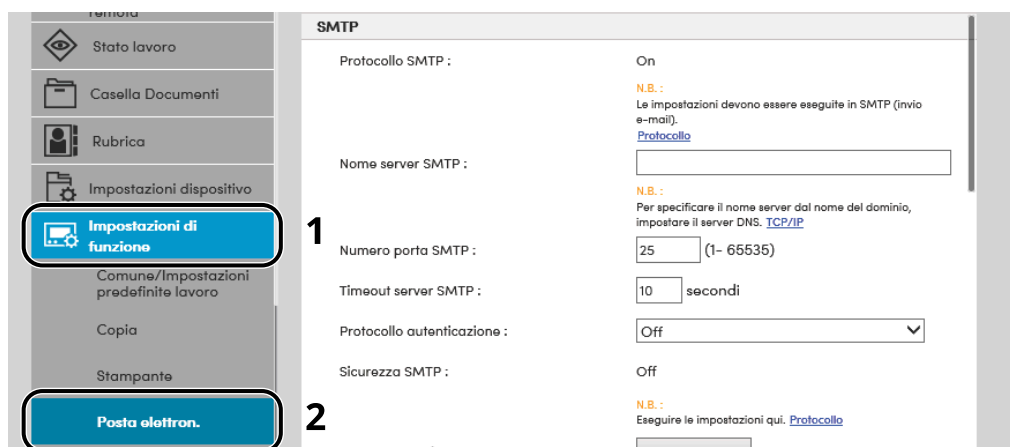 remota
Stato lavoro
Casella Documenti
Rubrica
Impostazioni dispositivo
Impostazioni di
funzione
1
Comune/Impostazioni
predefinite lavoro
Copia
Stampante
Posta elettron.
2
SMTP
Protocollo SMTP :
On
N.B. :
Le impostazioni devono essere eseguite in SMTP (invio
e-mail).
Protocollo
Nome server SMTP :
N.B. :
Per specificare il nome server dal nome del dominio,
impostare il server DNS. TCP/IP
Numero porta SMTP :
25 (1- 65535)
Timeout server SMTP :
10 secondi
Protocollo autenticazione :
Off
Sicurezza SMTP :
Off
N.B. :
Eseguire le impostazioni qui. Protocollo